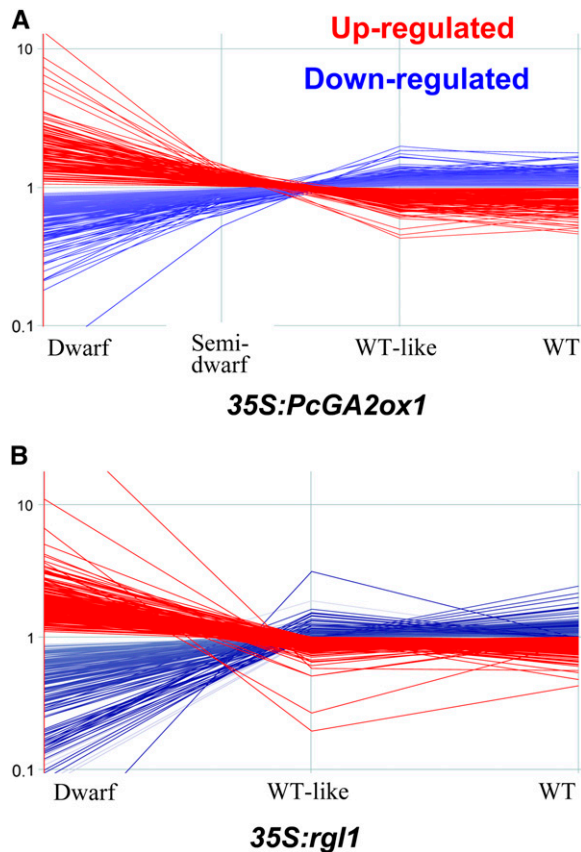 A
Up-regulated
Down-regulated
10
1
0.1
Dwarf
Semi-
dwarf
WT-like
WT
35S:PcGA2ox1
B
10
1
0.1
Dwarf
WT-like
WT
35S:rgl1